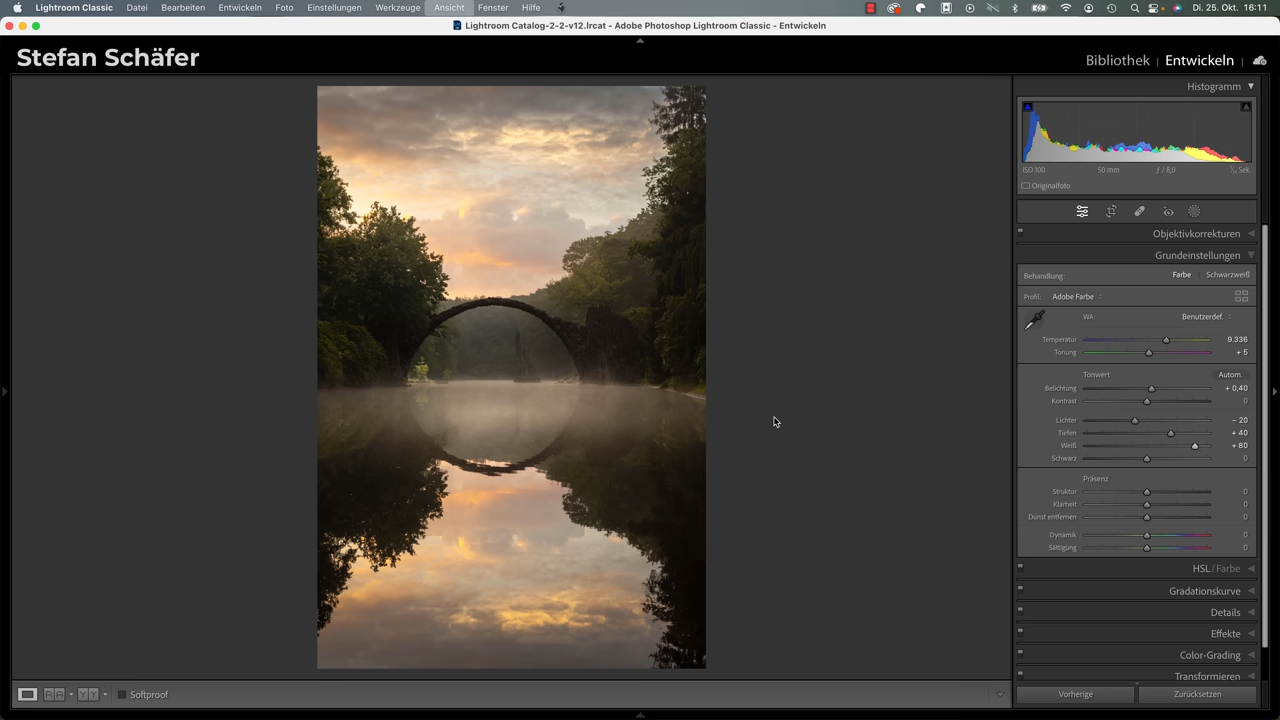 Lightroom Classic Datei Bearbeiten Entwickeln Foto Einstellungen Werkzeuge Ansicht Fenster Hilfe Di. 25. Okt. 16:11
Lightroom Catalog-2-2-v12.lrcat - Adobe Photoshop Lightroom Classic - Entwickeln
Stefan Schäfer
Bibliothek | Entwickeln |
Histogramm
ISO 100 50 mm ƒ / 8,0 Sek.
Originalfoto
Objektivkorrekturen
Grundeinstellungen
Behandlung: Farbe Schwarzweiß
Profil: Adobe Farbe
WA: Benutzerdef.
Temperatur 9.336
Tonung + 5
Tonwert Autom.
Belichtung + 0,40
Kontrast 0
Lichter − 20
Tiefen + 40
Weiß + 80
Schwarz 0
Präsenz
Struktur 0
Klarheit 0
Dunst entfernen 0
Dynamik 0
Sättigung 0
HSL / Farbe
Gradationskurve
Details
Effekte
Color-Grading
Transformieren
Softproof
Vorherige Zurücksetzen